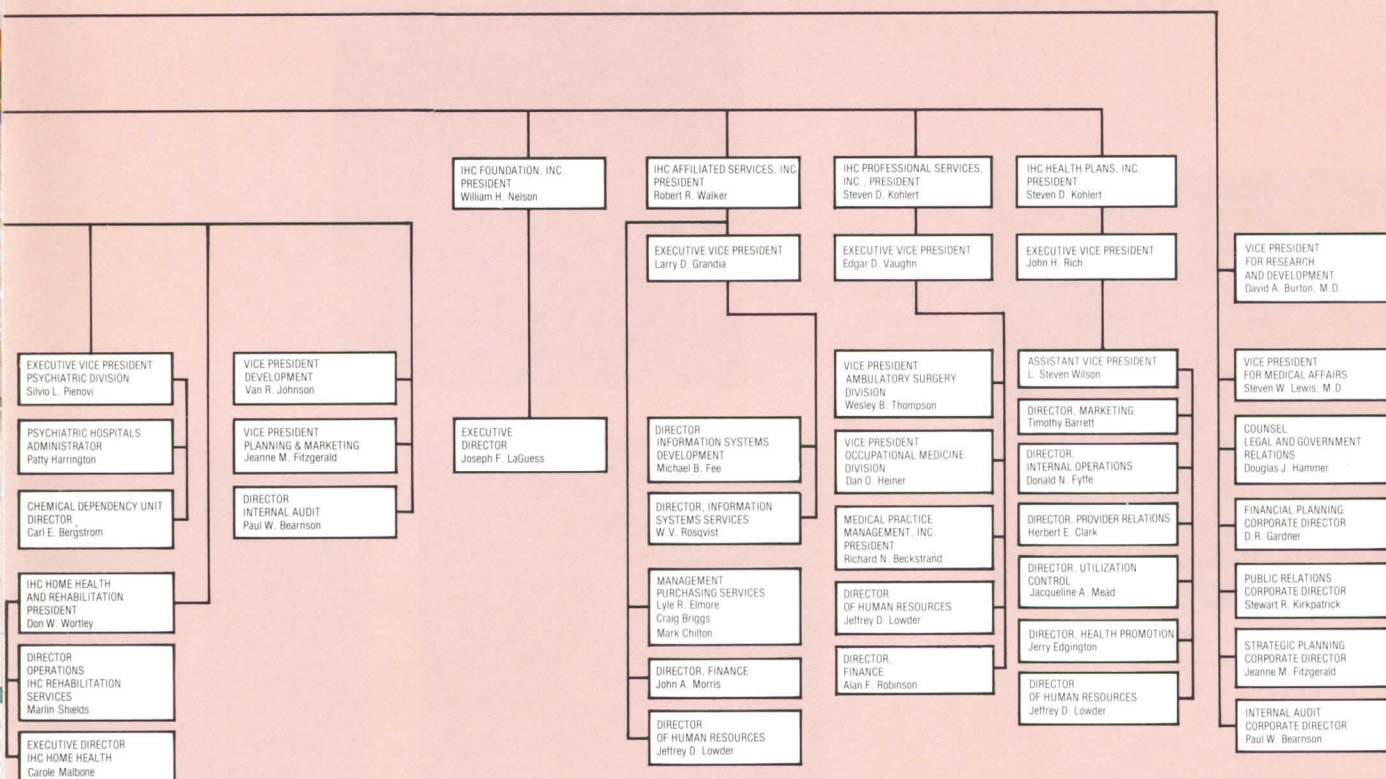 IHC FOUNDATION, INC.
PRESIDENT
William H. Nelson
IHC AFFILIATED SERVICES, INC.
PRESIDENT
Robert R. Walker
IHC PROFESSIONAL SERVICES,
INC., PRESIDENT
Steven D. Kohlert
IHC HEALTH PLANS, INC.
PRESIDENT
Steven D. Kohlert
EXECUTIVE VICE PRESIDENT
Larry D. Grandia
EXECUTIVE VICE PRESIDENT
Edgar D. Vaughn
EXECUTIVE VICE PRESIDENT
John H. Rich
VICE PRESIDENT
FOR RESEARCH
AND DEVELOPMENT
David A. Burton, M.D.
EXECUTIVE VICE PRESIDENT
PSYCHIATRIC DIVISION
Silvio L. Pienovi
PSYCHIATRIC HOSPITALS
ADMINISTRATOR
Patty Harrington
CHEMICAL DEPENDENCY UNIT
DIRECTOR
Carl E. Bergstrom
IHC HOME HEALTH
AND REHABILITATION
PRESIDENT
Don W. Wortley
DIRECTOR
OPERATIONS
IHC REHABILITATION
SERVICES
Marlin Shields
EXECUTIVE DIRECTOR
IHC HOME HEALTH
Carole Malbone
VICE PRESIDENT
DEVELOPMENT
Van R. Johnson
VICE PRESIDENT
PLANNING & MARKETING
Jeanne M. Fitzgerald
DIRECTOR
INTERNAL AUDIT
Paul W. Bearnson
EXECUTIVE
DIRECTOR
Joseph F. LaGuess
DIRECTOR
INFORMATION SYSTEMS
DEVELOPMENT
Michael B. Fee
DIRECTOR, INFORMATION
SYSTEMS SERVICES
W.V. Rosqvist
MANAGEMENT
PURCHASING SERVICES
Lyle R. Elmore
Craig Briggs
Mark Chilton
DIRECTOR, FINANCE
John A. Morris
DIRECTOR
OF HUMAN RESOURCES
Jeffrey D. Lowder
VICE PRESIDENT
AMBULATORY SURGERY
DIVISION
Wesley B. Thompson
VICE PRESIDENT
OCCUPATIONAL MEDICINE
DIVISION
Dan O. Heiner
MEDICAL PRACTICE
MANAGEMENT, INC.
PRESIDENT
Richard N. Beckstrand
DIRECTOR
OF HUMAN RESOURCES
Jeffrey D. Lowder
DIRECTOR,
FINANCE
Alan F. Robinson
ASSISTANT VICE PRESIDENT
L. Steven Wilson
DIRECTOR, MARKETING
Timothy Barrett
DIRECTOR,
INTERNAL OPERATIONS
Donald N. Fyffe
DIRECTOR, PROVIDER RELATIONS
Herbert E. Clark
DIRECTOR, UTILIZATION
CONTROL
Jacqueline A. Mead
DIRECTOR, HEALTH PROMOTION
Jerry Edgington
DIRECTOR
OF HUMAN RESOURCES
Jeffrey D. Lowder
VICE PRESIDENT
FOR MEDICAL AFFAIRS
Steven W. Lewis, M.D.
COUNSEL
LEGAL AND GOVERNMENT
RELATIONS
Douglas J. Hammer
FINANCIAL PLANNING
CORPORATE DIRECTOR
D.R. Gardner
PUBLIC RELATIONS
CORPORATE DIRECTOR
Stewart R. Kirkpatrick
STRATEGIC PLANNING
CORPORATE DIRECTOR
Jeanne M. Fitzgerald
INTERNAL AUDIT
CORPORATE DIRECTOR
Paul W. Bearnson